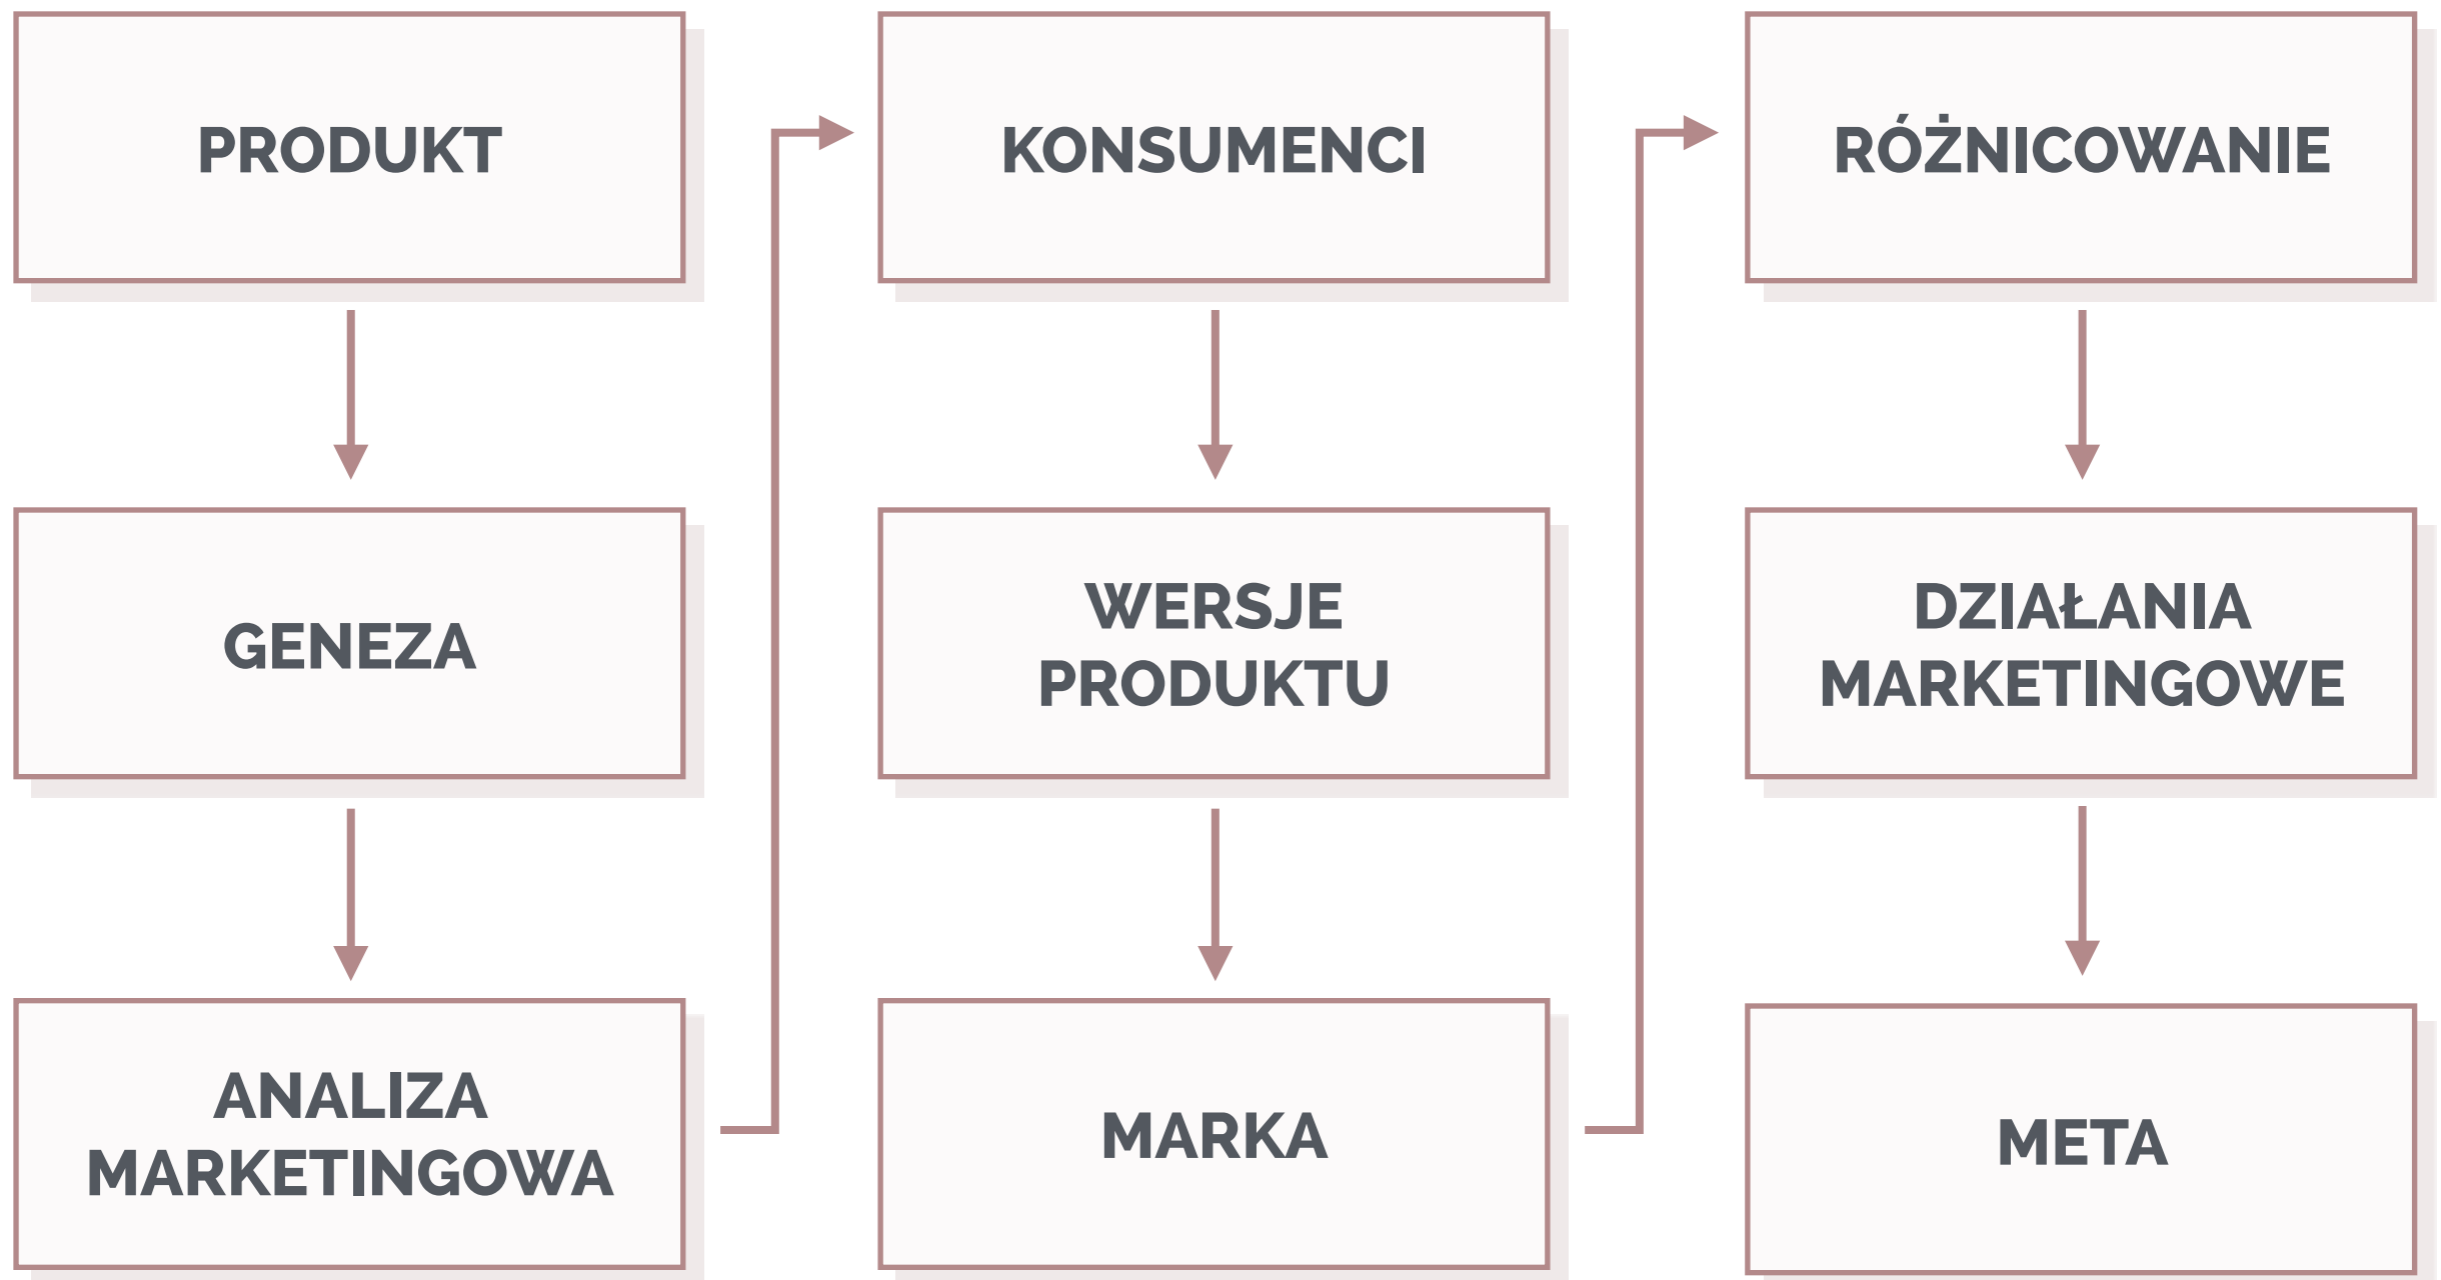 PRODUKT
GENEZA
ANALIZA
MARKETINGOWA
KONSUMENCI
WERSJE
PRODUKTU
MARKA
RÓŻNICOWANIE
DZIAŁANIA
MARKETINGOWE
META